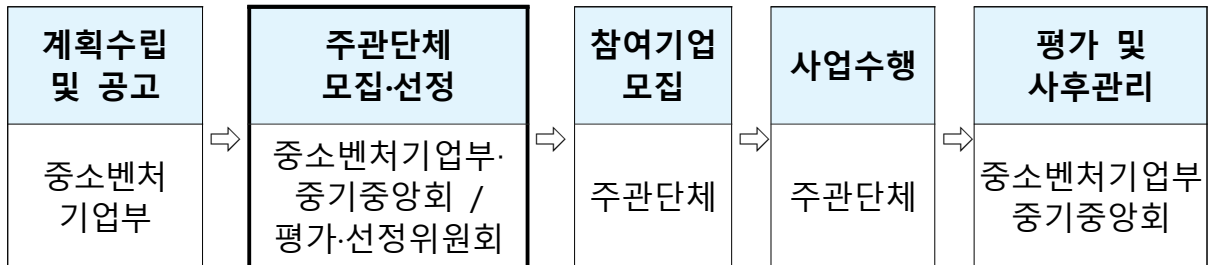 계획수립
및 공고
주관단체
모집·선정
참여기업
모집
사업수행
평가 및
사후관리
중소벤처
기업부
⇨
중소벤처기업부·
중기중앙회 /
평가·선정위원회
⇨
주관단체
⇨
주관단체
⇨
중소벤처기업부
중기중앙회